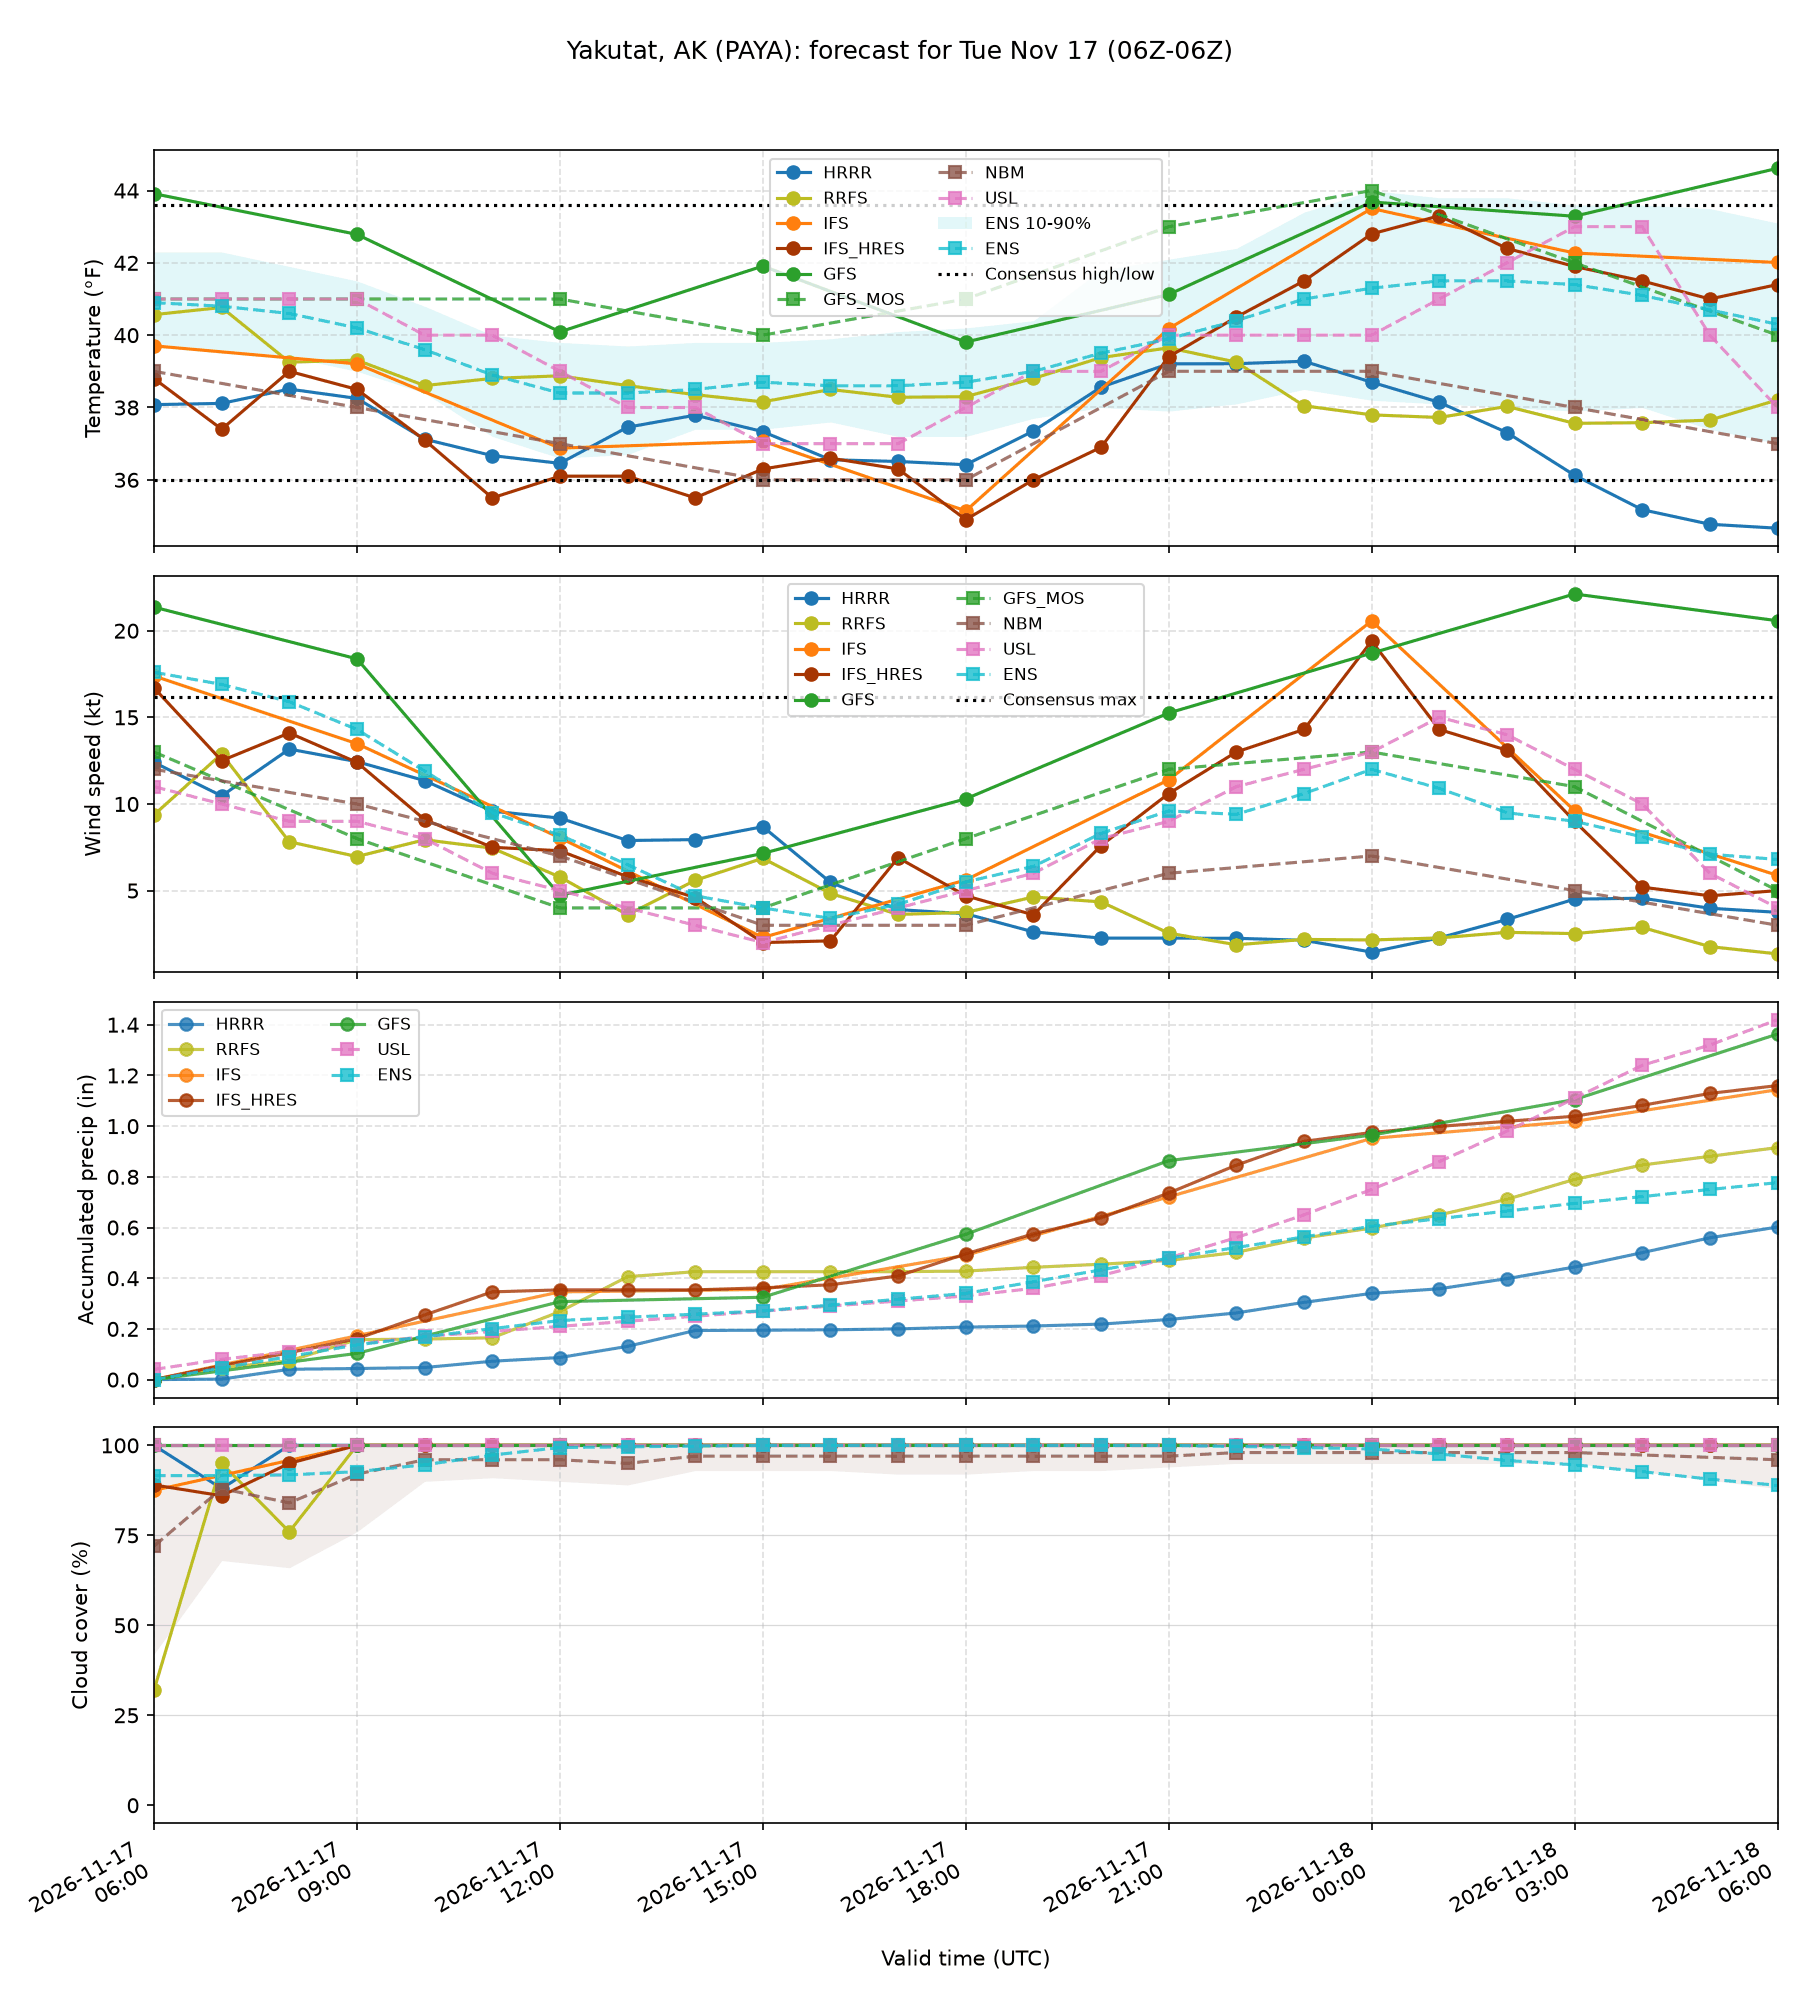 Yakutat, AK (PAYA): forecast for Tue Nov 17 (06Z-06Z)
Temperature (°F)
44
42
40
38
36
HRRR
RRFS
IFS
IFS_HRES
GFS
GFS_MOS
NBM
USL
ENS 10-90%
ENS
Consensus high/low
Wind speed (kt)
20
15
10
5
HRRR
RRFS
IFS
IFS_HRES
GFS
GFS_MOS
NBM
USL
ENS
Consensus max
Accumulated precip (in)
1.4
1.2
1.0
0.8
0.6
0.4
0.2
0.0
HRRR
RRFS
IFS
IFS_HRES
GFS
USL
ENS
Cloud cover (%)
100
75
50
25
0
2026-11-17
06:00
2026-11-17
09:00
2026-11-17
12:00
2026-11-17
15:00
2026-11-17
18:00
2026-11-17
21:00
2026-11-18
00:00
2026-11-18
03:00
2026-11-18
06:00
Valid time (UTC)